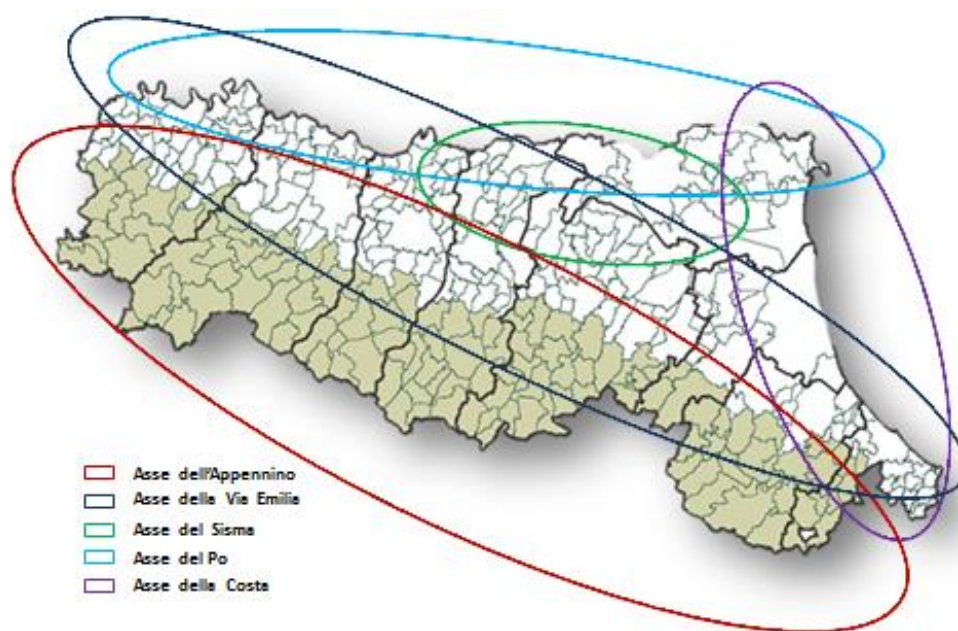 Asse dell'Appennino
Asse della Via Emilia
Asse del Sisma
Asse del Po
Asse della Costa